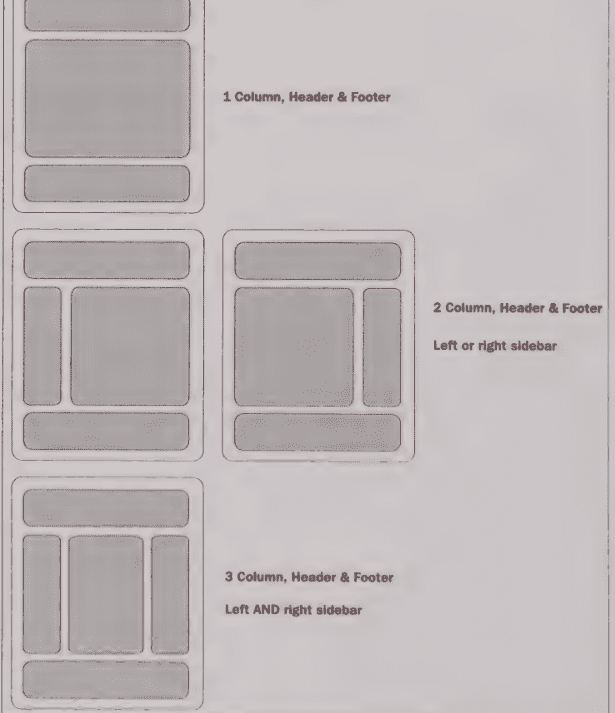 1 Column, Header & Footer
2 Column, Header & Footer
Left or right sidebar
3 Column, Header & Footer
Left AND right sidebar